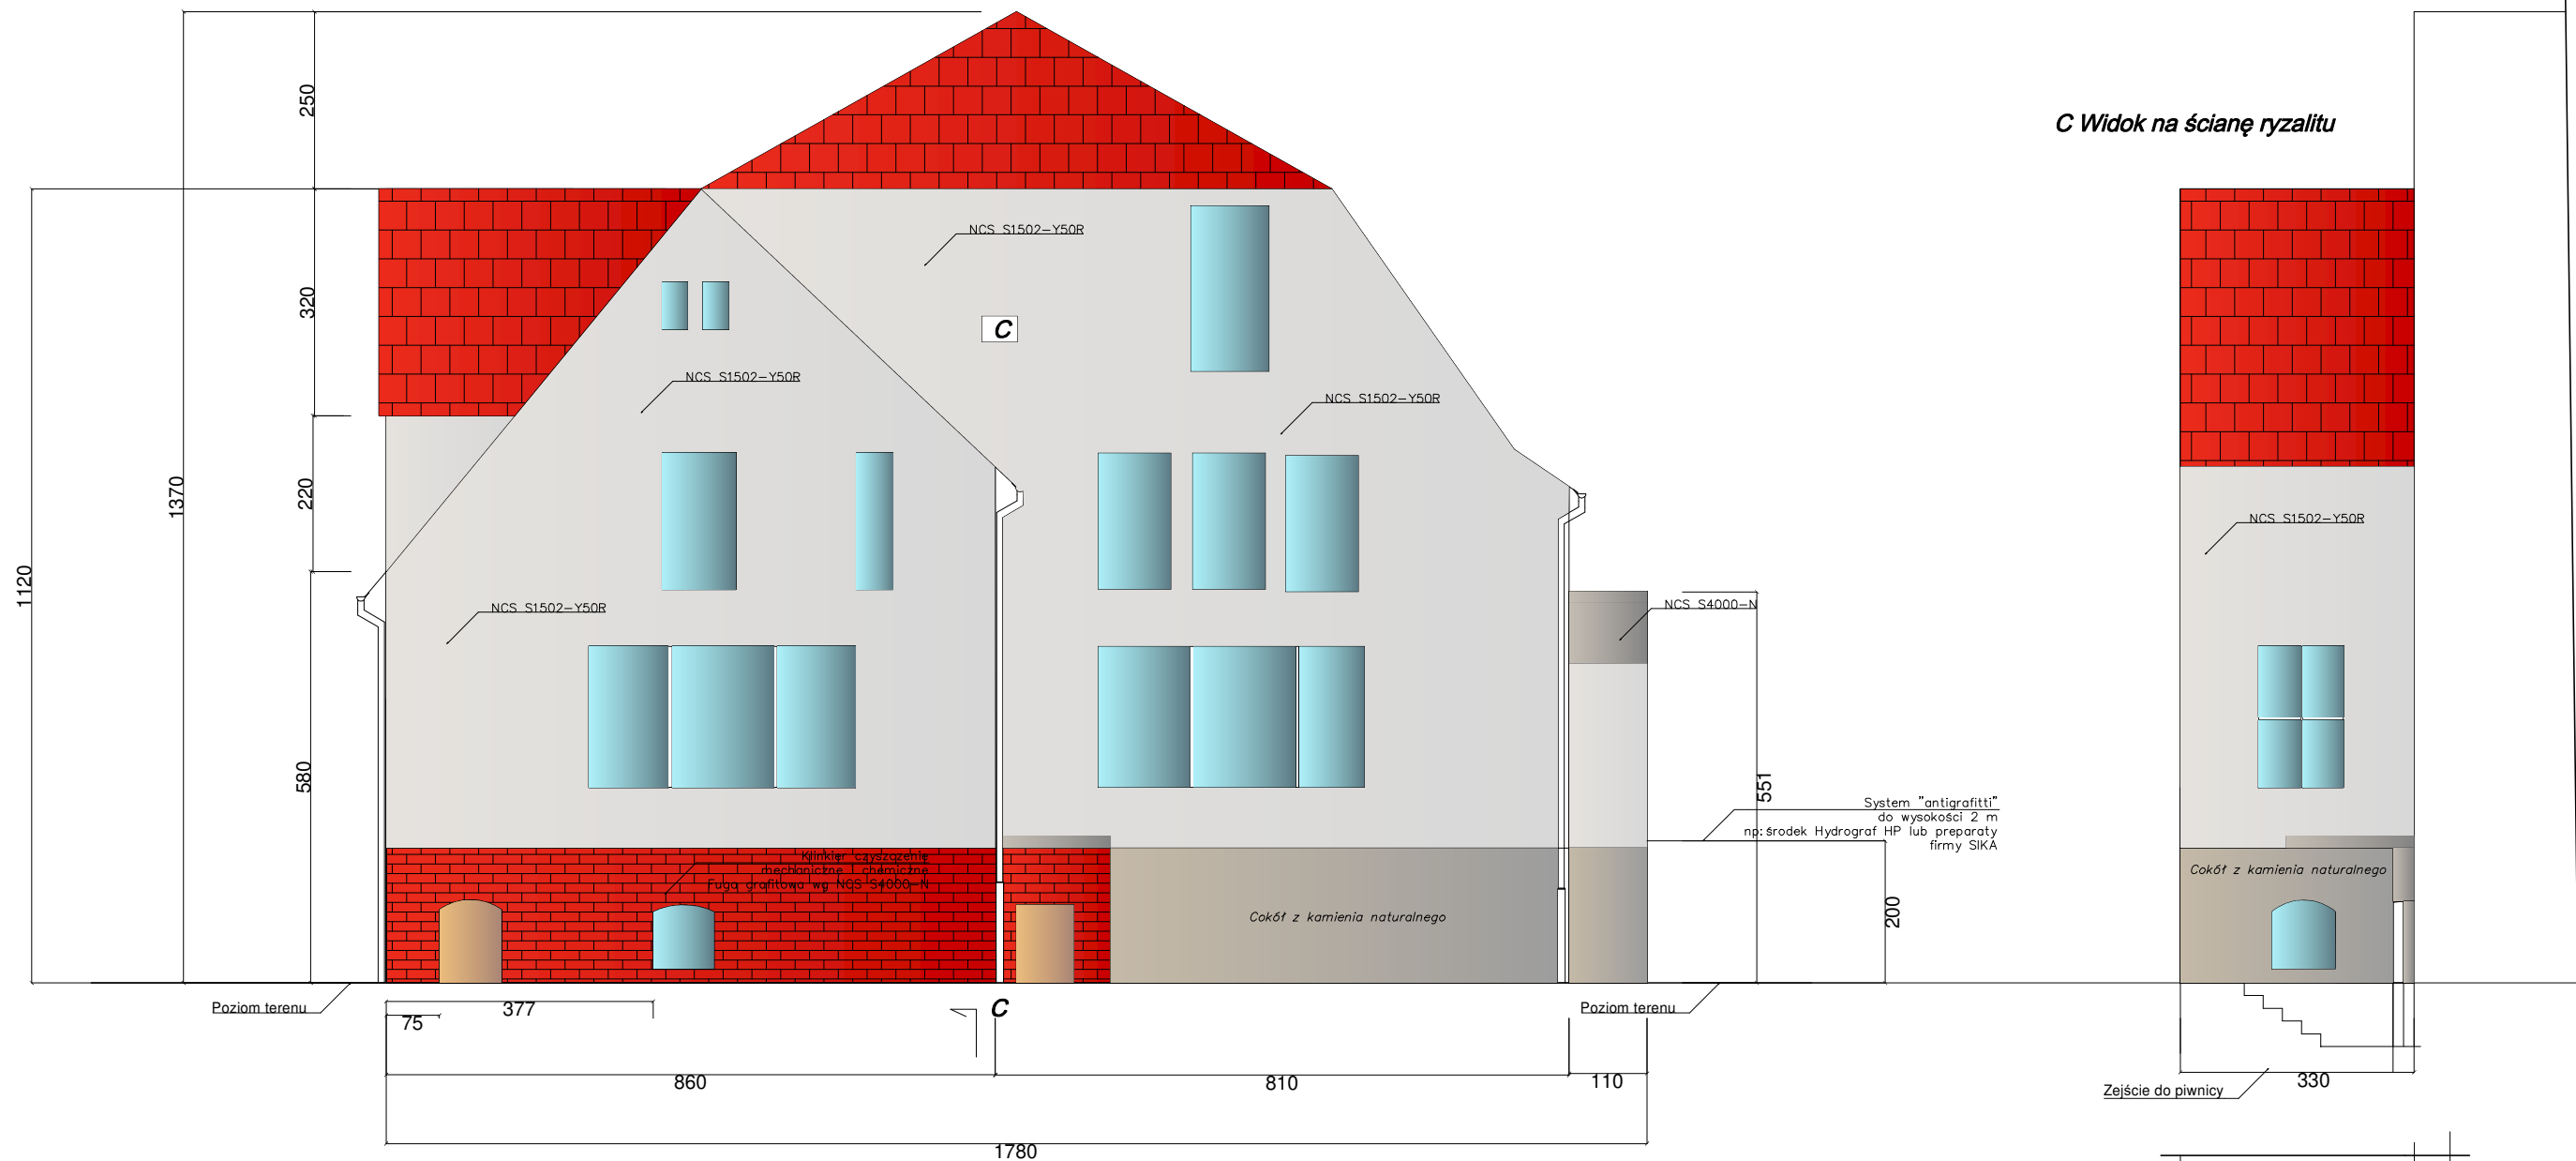 250
C Widok na ścianę ryzalitu
NCS S1502-Y50R
320
C
NCS S1502-Y50R
NCS S1502-Y50R
1370
220
NCS S1502-Y50R
1120
NCS S1502-Y50R
NCS S4000-N
580
551
System "antigrafitti"
do wysokości 2 m
np: środek Hydrograf HP lub preparaty
firmy SIKA
Klinkier czyszczenie
mechaniczne i chemiczne
Fuga grafitowa wg NCS S4000-N
Cokół z kamienia naturalnego
Cokół z kamienia naturalnego
200
Poziom terenu
377
75
C
Poziom terenu
860
810
110
330
Zejście do piwnicy
1780